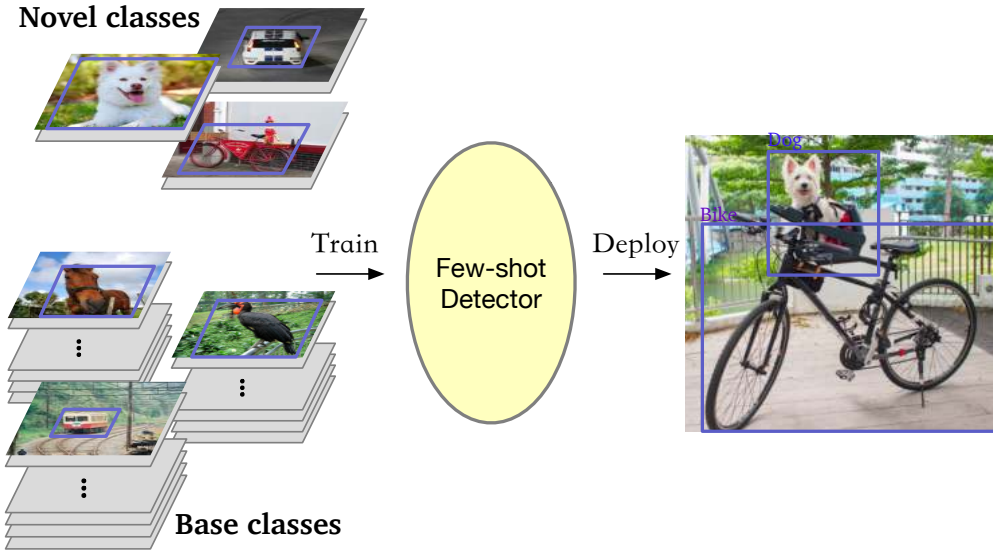 Novel classes
Dog
Bike
Train
Few-shot
Detector
Deploy
Base classes